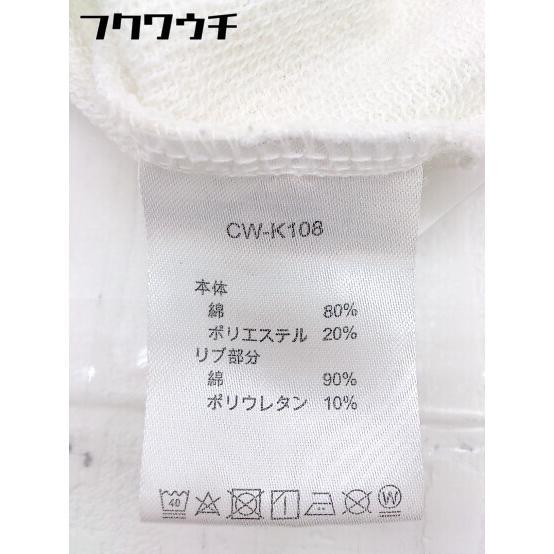 フクワウチ
CW-K108
本体
綿 80%
ポリエステル 20%
リブ部分
綿 90%
ポリウレタン 10%
40 W